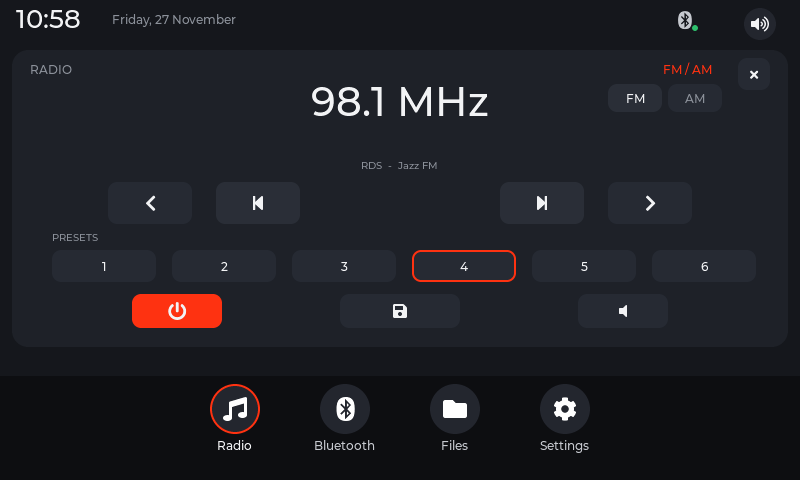 10:58
Friday, 27 November
RADIO
FM / AM
98.1 MHz
FM
AM
RDS - Jazz FM
PRESETS
1
2
3
4
5
6
Radio
Bluetooth
Files
Settings